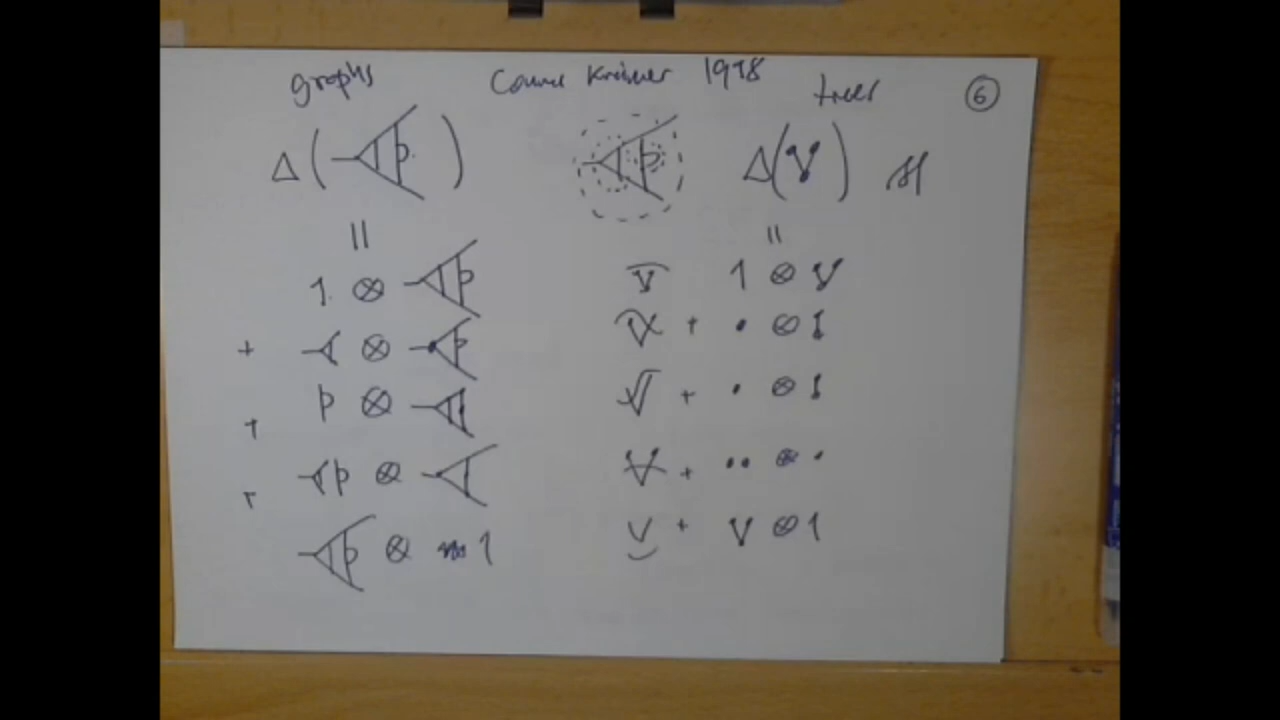 graphs Connes Kreimer 1998 trees ⑥
Δ( ) Δ( ) H
|| ||
1 ⊗ 1 ⊗
+ ⊗ + • ⊗
+ ⊗ + • ⊗
+ ⊗ + •• ⊗ •
⊗ 1 + ⊗ 1